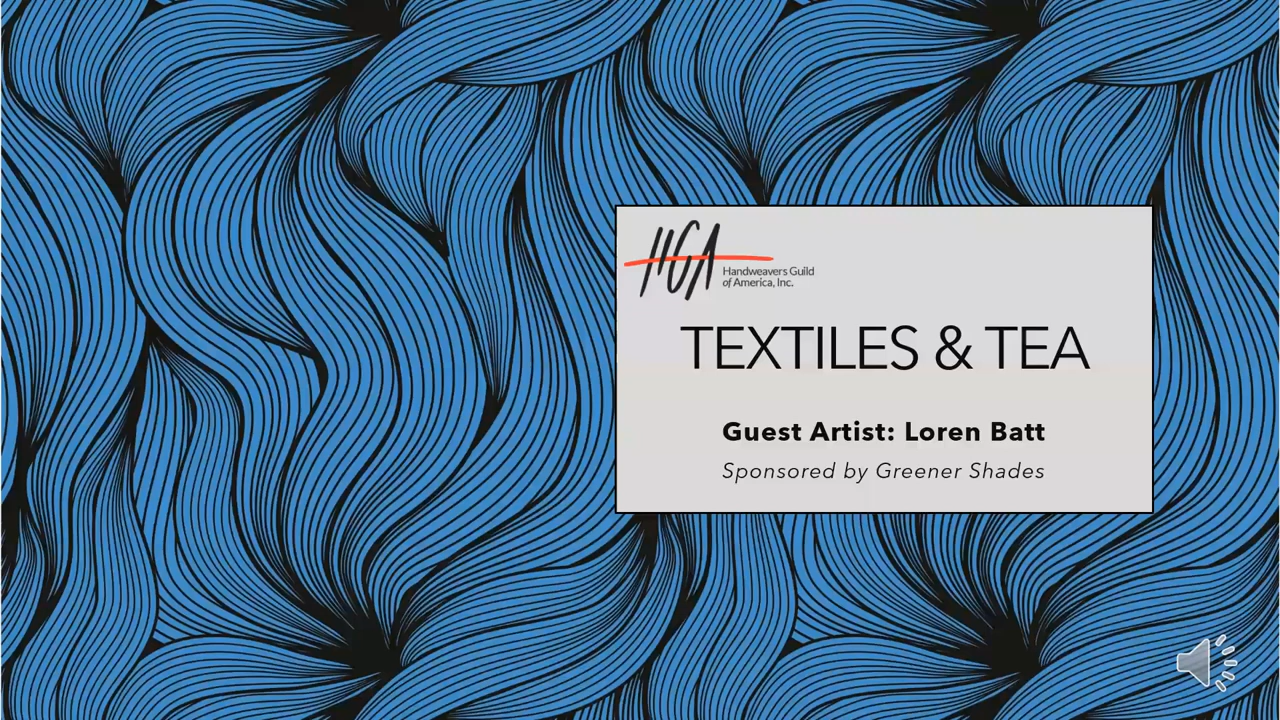 HGA
Handweavers Guild
of America, Inc.
TEXTILES & TEA
Guest Artist: Loren Batt
Sponsored by Greener Shades